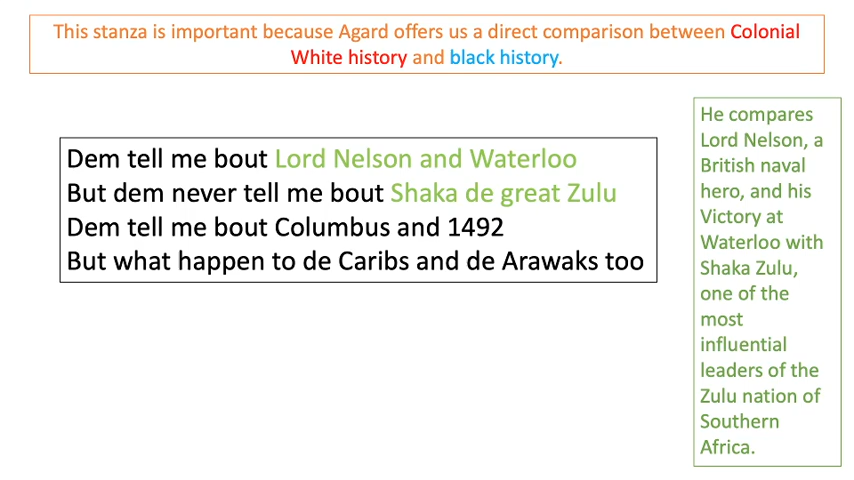 This stanza is important because Agard offers us a direct comparison between Colonial
White history and black history.
Dem tell me bout Lord Nelson and Waterloo
But dem never tell me bout Shaka de great Zulu
Dem tell me bout Columbus and 1492
But what happen to de Caribs and de Arawaks too
He compares
Lord Nelson, a
British naval
hero, and his
Victory at
Waterloo with
Shaka Zulu,
one of the
most
influential
leaders of the
Zulu nation of
Southern
Africa.